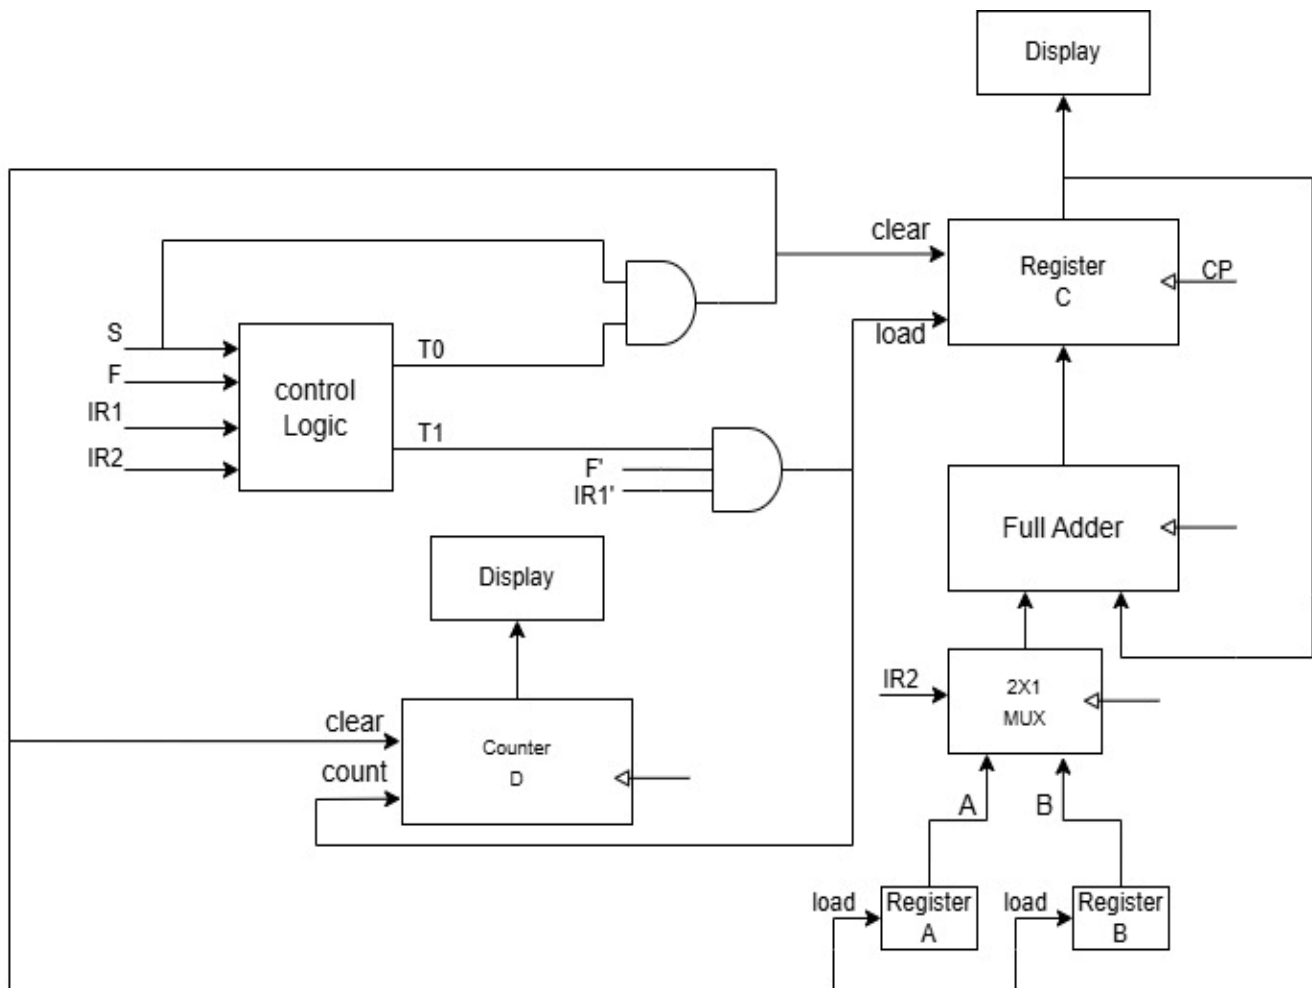 Display
clear
Register
C
CP
load
S
F
IR1
IR2
control
Logic
T0
T1
F'
IR1'
Full Adder
Display
IR2
2X1
MUX
clear
count
Counter
D
A
B
load
Register
A
load
Register
B